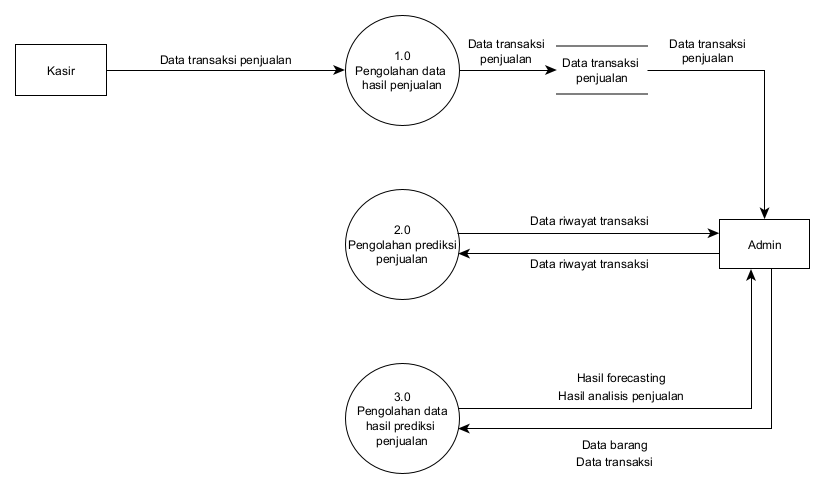 Kasir
Data transaksi penjualan
1.0
Pengolahan data
hasil penjualan
Data transaksi
penjualan
Data transaksi
penjualan
Data transaksi
penjualan
2.0
Pengolahan prediksi
penjualan
Data riwayat transaksi
Data riwayat transaksi
Admin
3.0
Pengolahan data
hasil prediksi
penjualan
Hasil forecasting
Hasil analisis penjualan
Data barang
Data transaksi